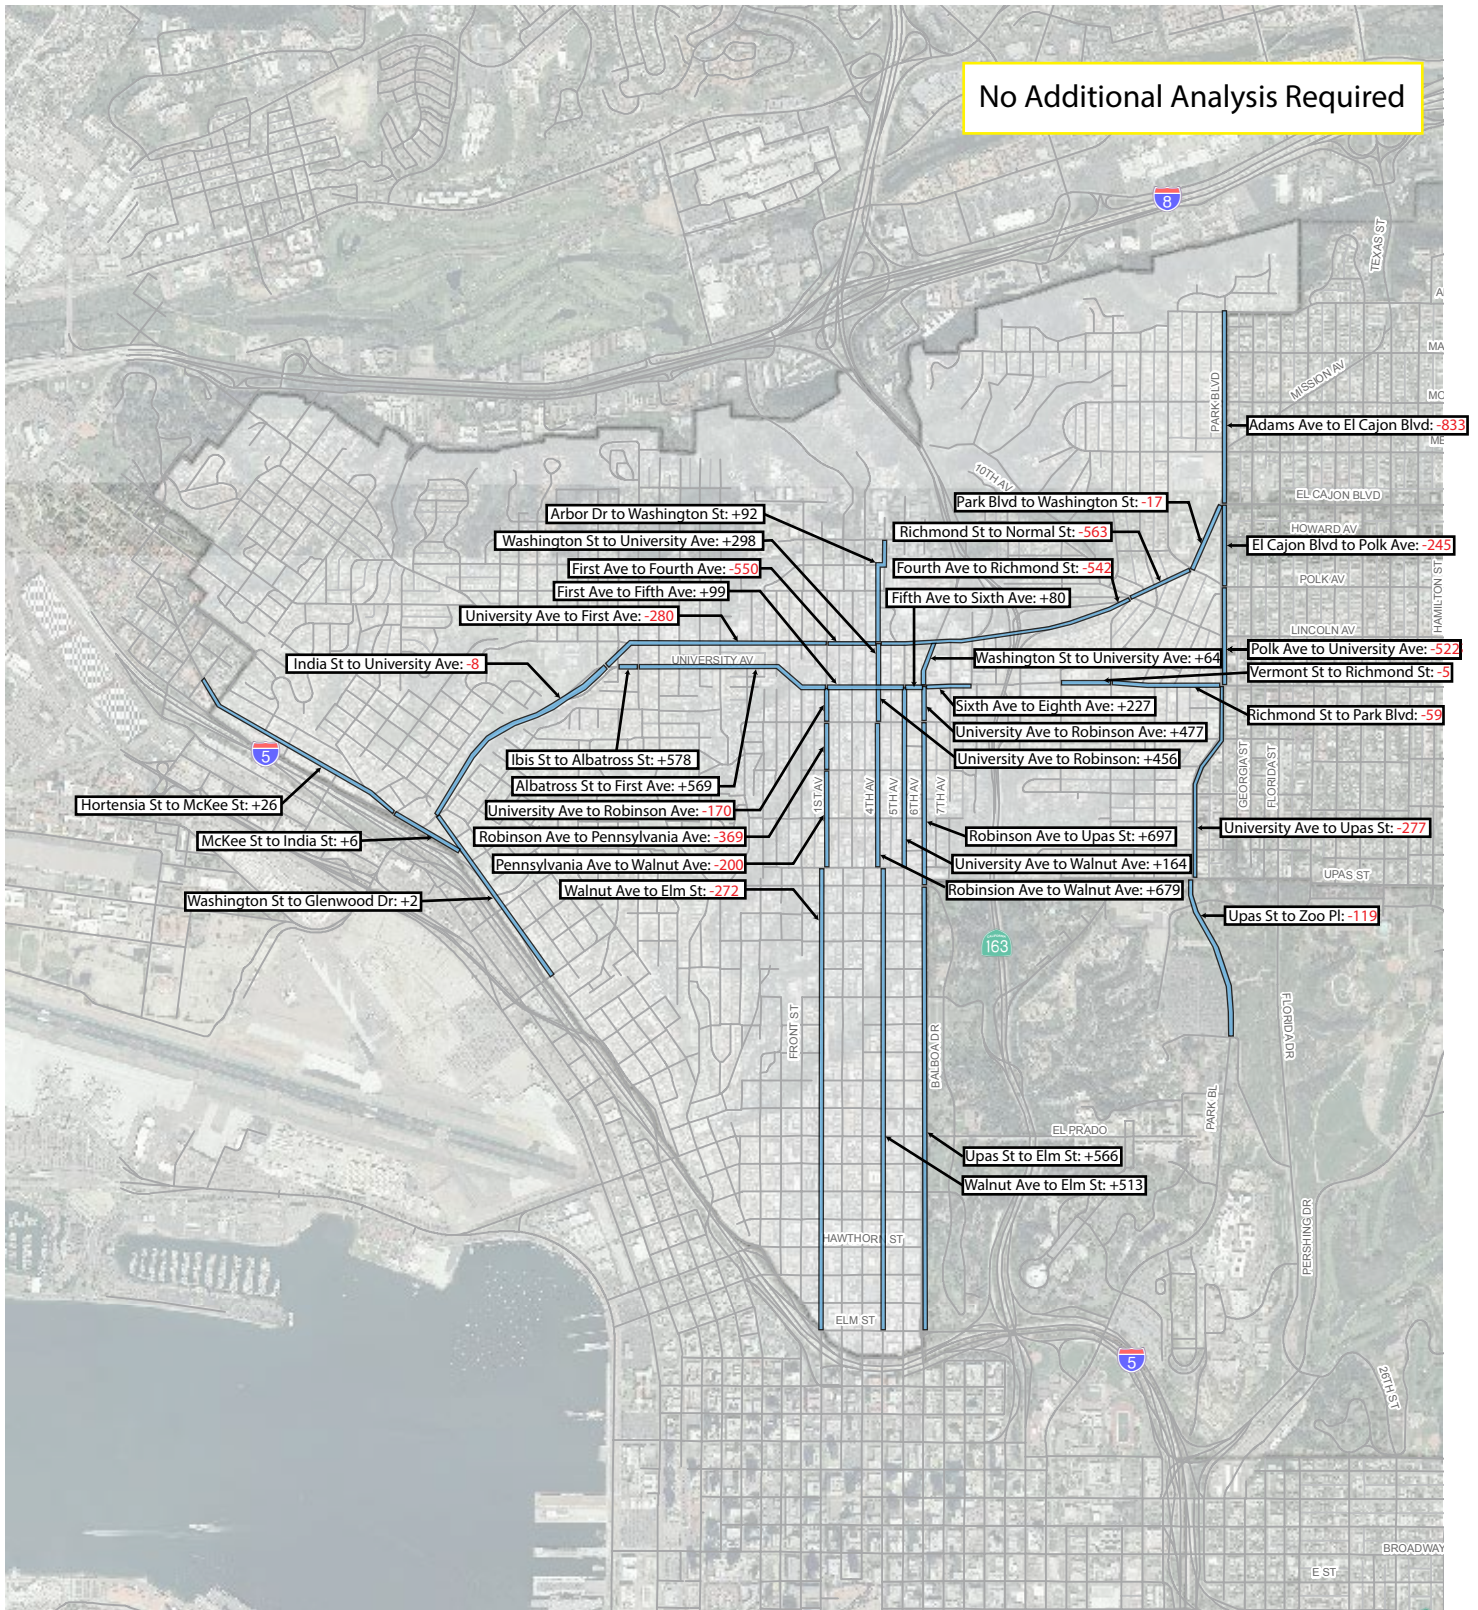 No Additional Analysis Required
8
TEXAS ST
A
MA
MISSION AV
MO
PARK BLVD
Adams Ave to El Cajon Blvd: -833
ME
10TH AV
EL CAJON BLVD
Park Blvd to Washington St: -17
Arbor Dr to Washington St: +92
HOWARD AV
Richmond St to Normal St: -563
Washington St to University Ave: +298
El Cajon Blvd to Polk Ave: -245
First Ave to Fourth Ave: -550
Fourth Ave to Richmond St: -542
POLK AV
First Ave to Fifth Ave: +99
Fifth Ave to Sixth Ave: +80
HAMILTON ST
University Ave to First Ave: -280
LINCOLN AV
Polk Ave to University Ave: -522
India St to University Ave: -8
UNIVERSITY AV
Washington St to University Ave: +64
Vermont St to Richmond St: -5
Sixth Ave to Eighth Ave: +227
Richmond St to Park Blvd: -59
University Ave to Robinson Ave: +477
5
Ibis St to Albatross St: +578
University Ave to Robinson: +456
GEORGIA ST
FLORIDA ST
Albatross St to First Ave: +569
1ST AV
4TH AV
5TH AV
6TH AV
7TH AV
Hortensia St to McKee St: +26
University Ave to Robinson Ave: -170
McKee St to India St: +6
Robinson Ave to Pennsylvania Ave: -369
Robinson Ave to Upas St: +697
University Ave to Upas St: -277
Pennsylvania Ave to Walnut Ave: -200
University Ave to Walnut Ave: +164
UPAS ST
Walnut Ave to Elm St: -272
Robinsion Ave to Walnut Ave: +679
Washington St to Glenwood Dr: +2
Upas St to Zoo Pl: -119
163
FRONT ST
BALBOA DR
FLORIDA DR
PARK BL
EL PRADO
Upas St to Elm St: +566
Walnut Ave to Elm St: +513
HAWTHORN ST
PERSHING DR
ELM ST
5
26TH ST
BROADWAY
E ST